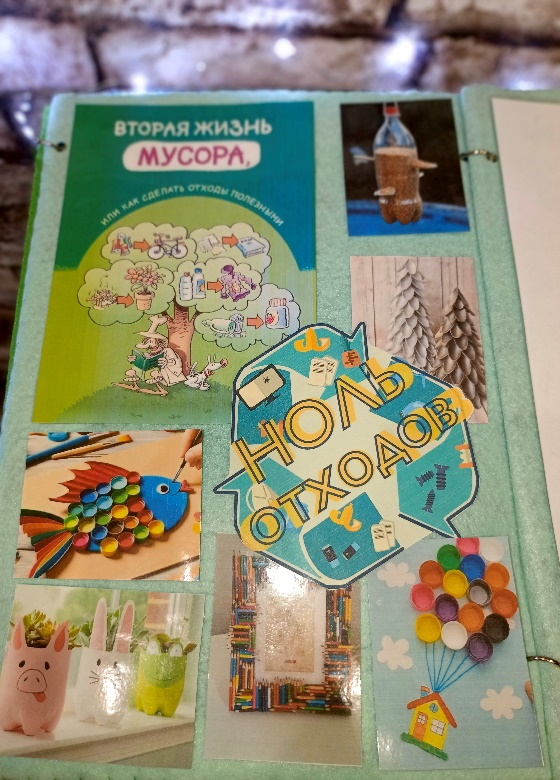 ВТОРАЯ ЖИЗНЬ
МУСОРА,
ИЛИ КАК СДЕЛАТЬ ОТХОДЫ ПОЛЕЗНЫМИ
НОЛЬ
ОТХОДОВ